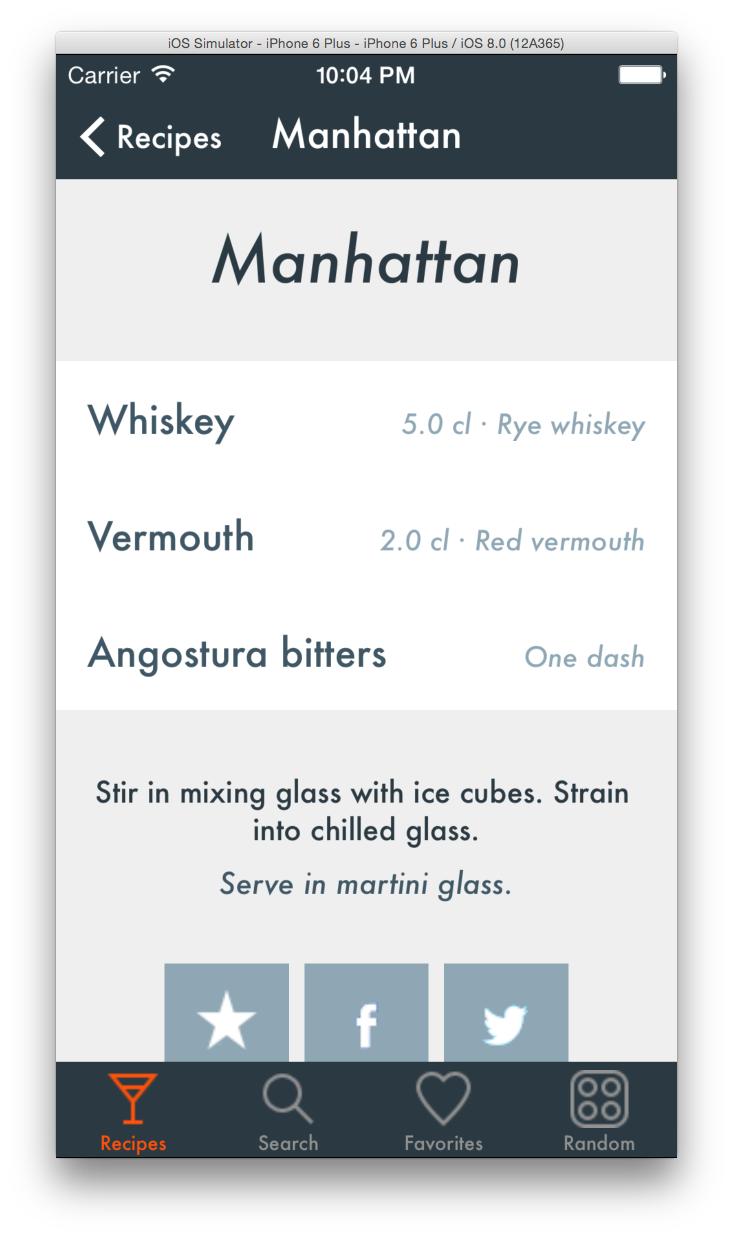 iOS Simulator - iPhone 6 Plus - iPhone 6 Plus / iOS 8.0 (12A365)
Carrier 10:04 PM
Recipes Manhattan
Manhattan
Whiskey 5.0 cl · Rye whiskey
Vermouth 2.0 cl · Red vermouth
Angostura bitters One dash
Stir in mixing glass with ice cubes. Strain
into chilled glass.
Serve in martini glass.
f
Recipes Search Favorites Random